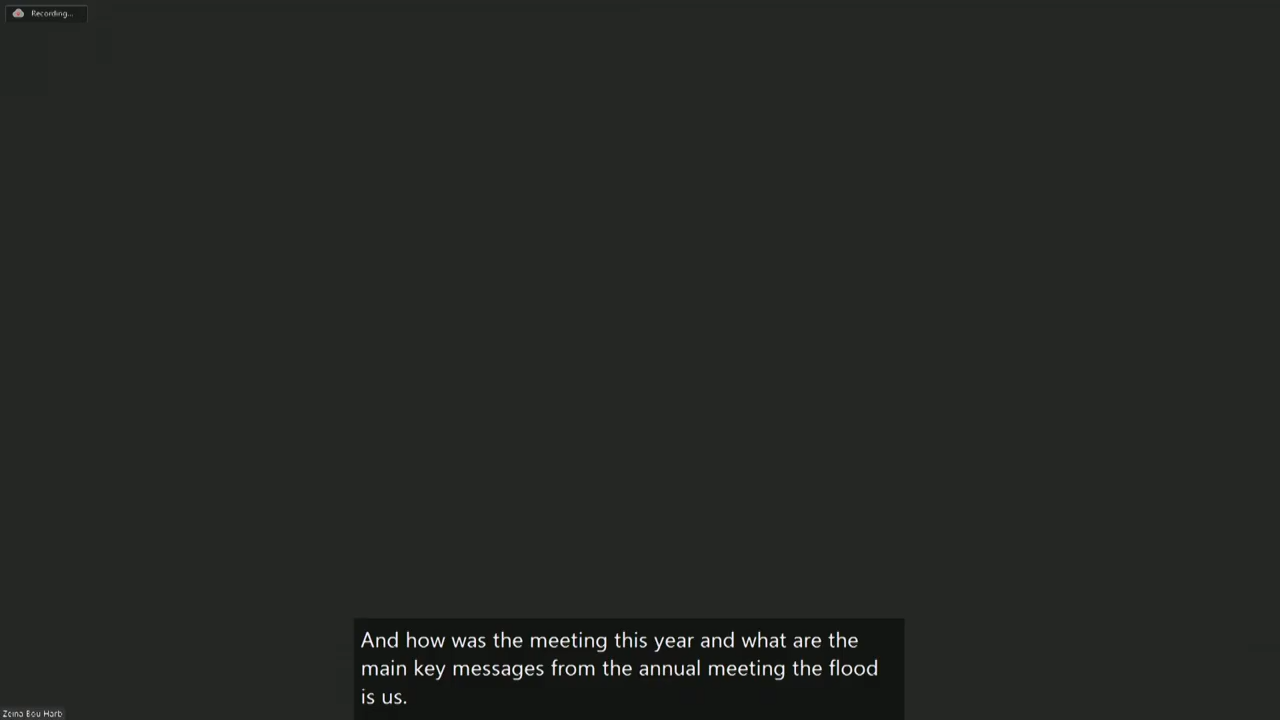 Recording...
And how was the meeting this year and what are the
main key messages from the annual meeting the flood
is us.
Zeina Bou Harb